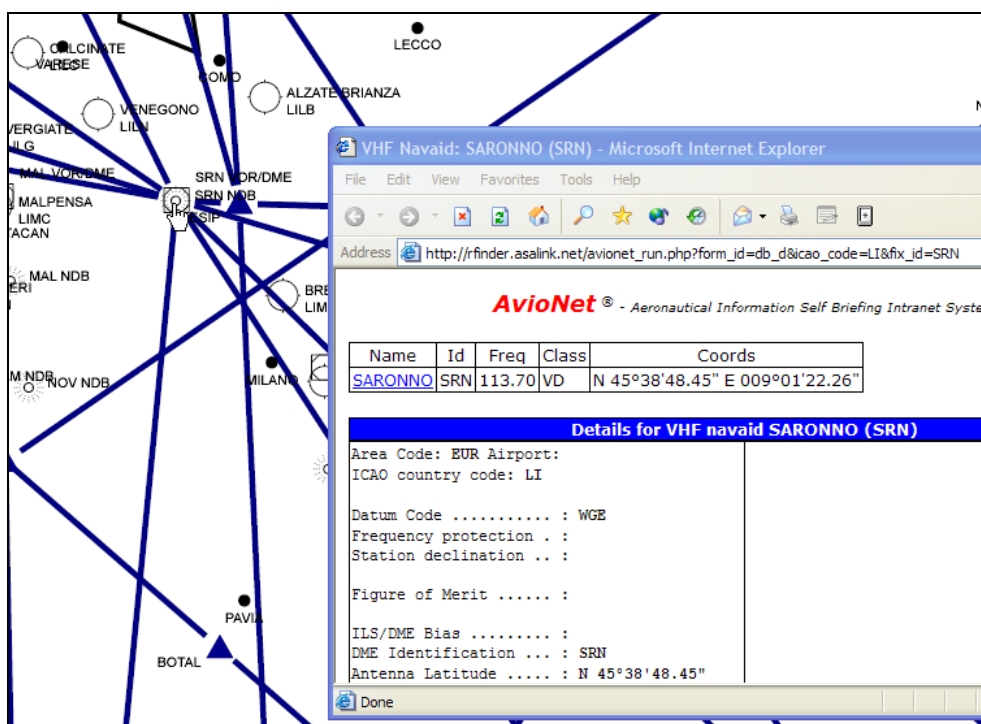 LECCO
CALCINATE
VARESE
COMO
ALZATE BRIANZA
LILB
VENEGONO
LILN
VERGIATE
ILG
MAL VOR/DME
SRN VOR/DME
SRN NDB
MALPENSA
LIMC
TACAN
MAL NDB
ERI
BRE
LIM
MILANO
M NDB
NOV NDB
PAVIA
BOTAL
VHF Navaid: SARONNO (SRN) - Microsoft Internet Explorer
File Edit View Favorites Tools Help
Address http://rfinder.asalink.net/avionet_run.php?form_id=db_d&icao_code=LI&fix_id=SRN
AvioNet ® - Aeronautical Information Self Briefing Intranet Syste
Name Id Freq Class Coords
SARONNO SRN 113.70 VD N 45°38'48.45" E 009°01'22.26"
Details for VHF navaid SARONNO (SRN)
Area Code: EUR Airport:
ICAO country code: LI
Datum Code ........... : WGE
Frequency protection . :
Station declination .. :
Figure of Merit ...... :
ILS/DME Bias ......... :
DME Identification ... : SRN
Antenna Latitude ..... : N 45°38'48.45"
Done